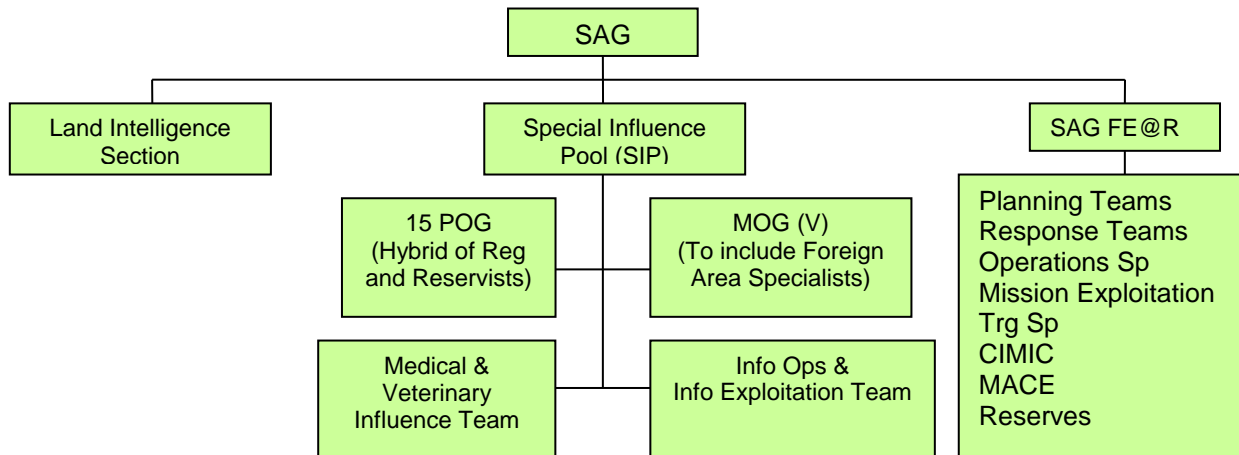 SAG
Land Intelligence
Section
Special Influence
Pool (SIP)
SAG FE@R
15 POG
(Hybrid of Reg
and Reservists)
MOG (V)
(To include Foreign
Area Specialists)
Medical &
Veterinary
Influence Team
Info Ops &
Info Exploitation Team
Planning Teams
Response Teams
Operations Sp
Mission Exploitation
Trg Sp
CIMIC
MACE
Reserves